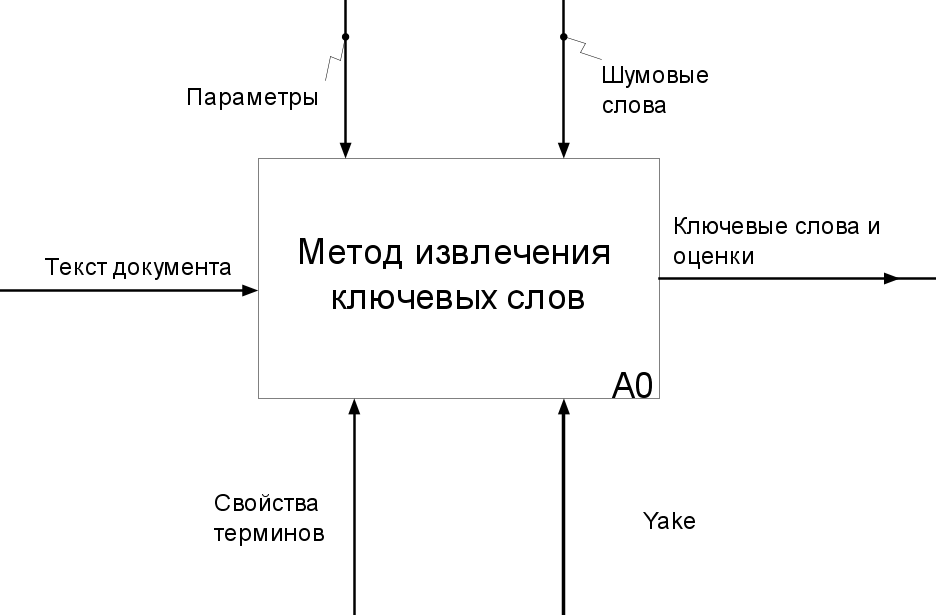 Шумовые
слова
Параметры
Ключевые слова и
оценки
Текст документа
Метод извлечения
ключевых слов
A0
Свойства
терминов
Yake